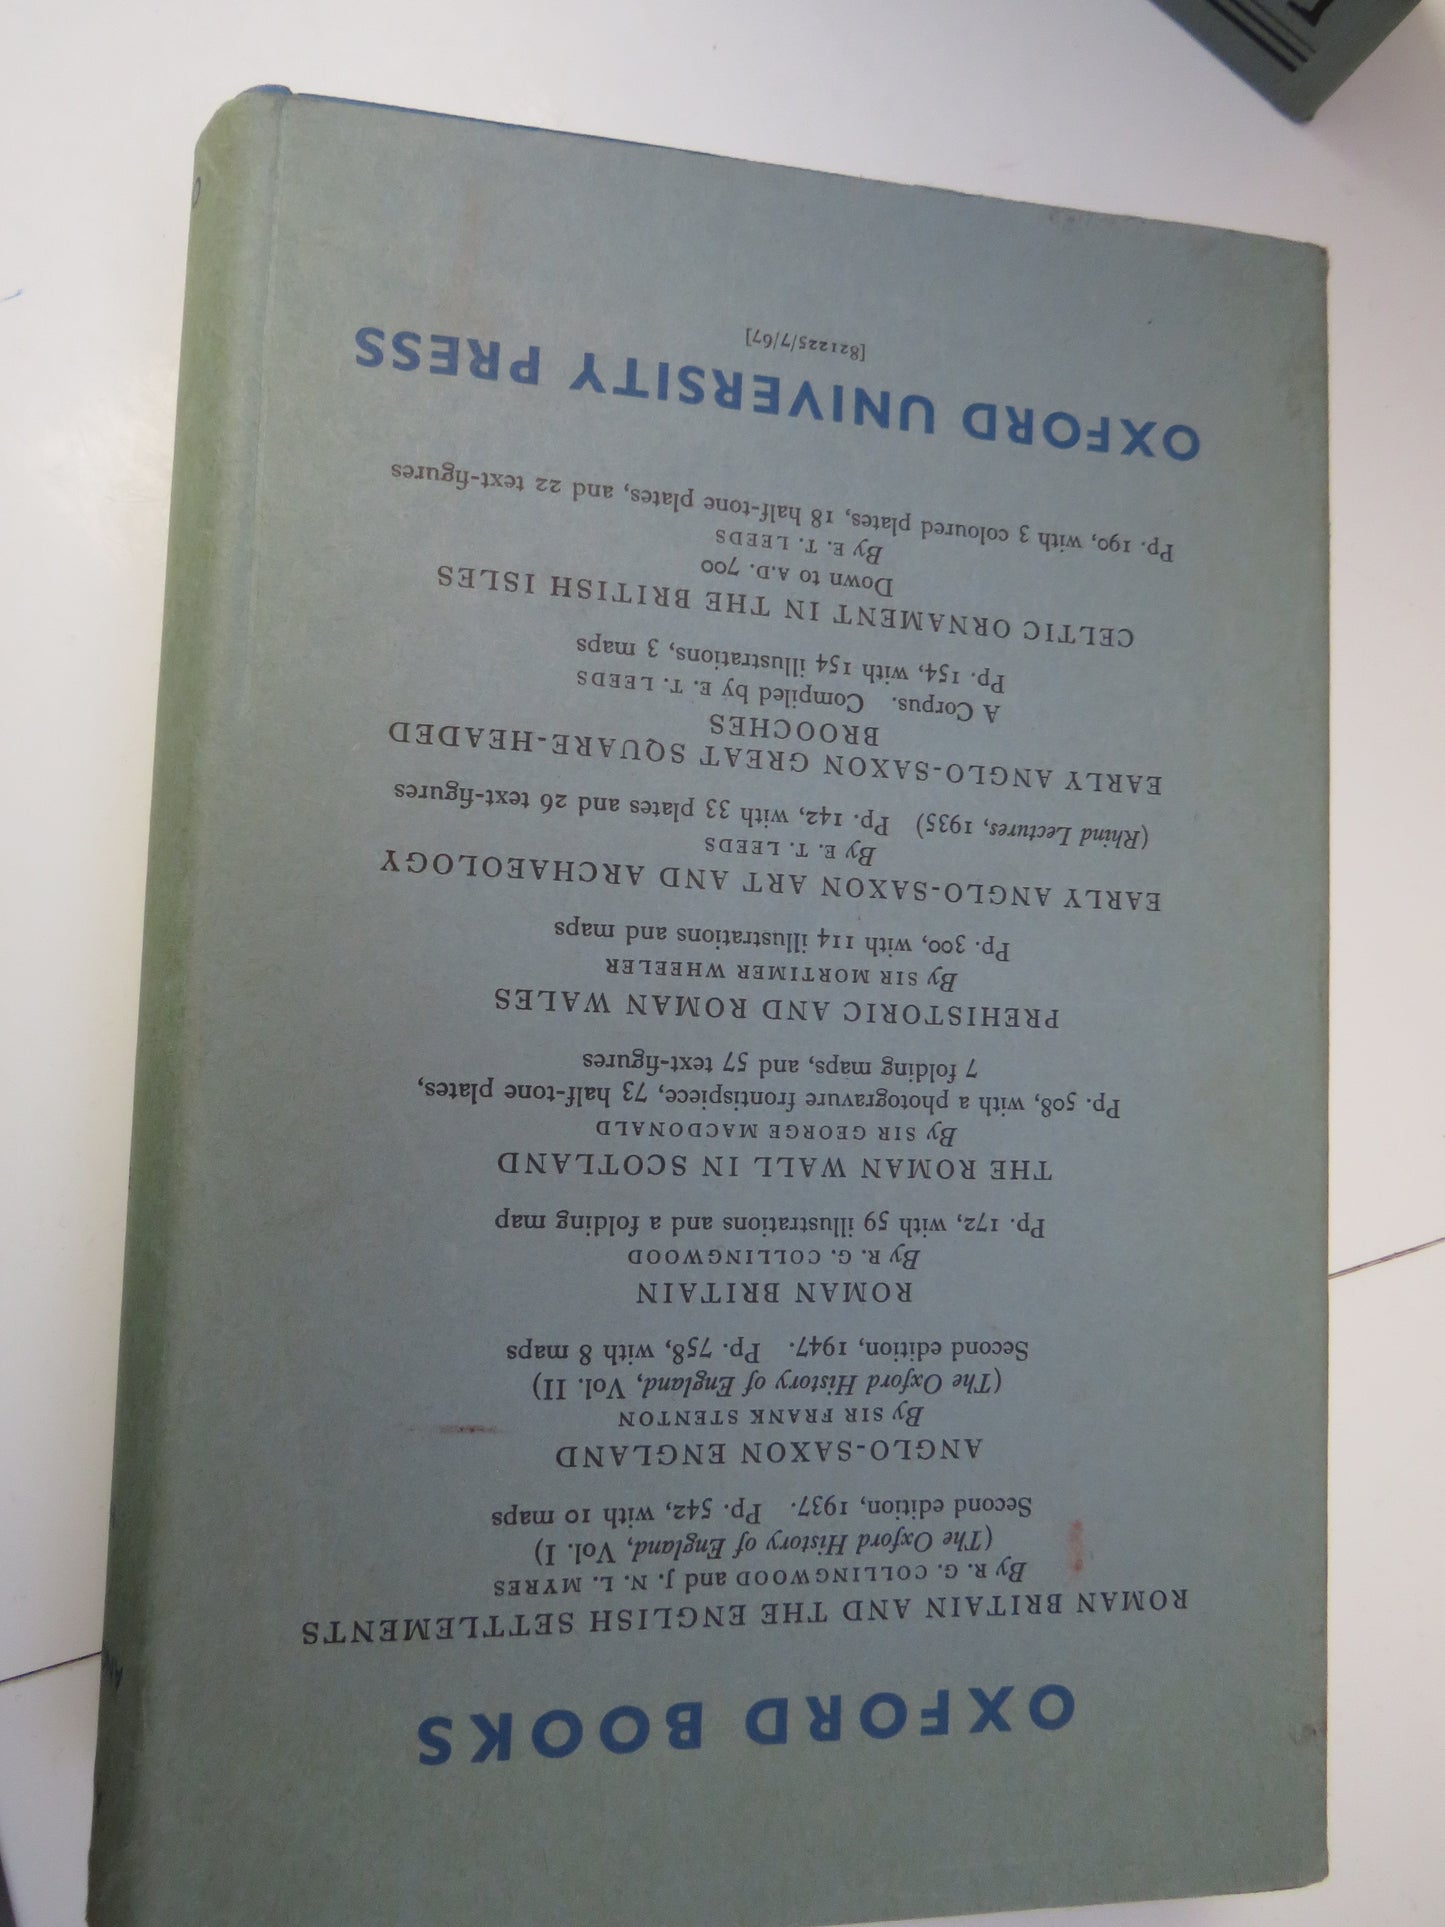 OXFORD BOOKS
ROMAN BRITAIN AND THE ENGLISH SETTLEMENTS
By R. G. COLLINGWOOD and J. N. L. MYRES
(The Oxford History of England, Vol. I)
Second edition, 1937. Pp. 542, with 10 maps
ANGLO-SAXON ENGLAND
By SIR FRANK STENTON
(The Oxford History of England, Vol. II)
Second edition, 1947. Pp. 758, with 8 maps
ROMAN BRITAIN
By R. G. COLLINGWOOD
Pp. 172, with 59 illustrations and a folding map
THE ROMAN WALL IN SCOTLAND
By SIR GEORGE MACDONALD
Pp. 508, with a photogravure frontispiece, 73 half-tone plates,
7 folding maps, and 57 text-figures
PREHISTORIC AND ROMAN WALES
By SIR MORTIMER WHEELER
Pp. 300, with 114 illustrations and maps
EARLY ANGLO-SAXON ART AND ARCHAEOLOGY
By E. T. LEEDS
(Rhind Lectures, 1935) Pp. 142, with 33 plates and 26 text-figures
EARLY ANGLO-SAXON GREAT SQUARE-HEADED
BROOCHES
A Corpus. Compiled by E. T. LEEDS
Pp. 154, with 154 illustrations, 3 maps
CELTIC ORNAMENT IN THE BRITISH ISLES
Down to A.D. 700
By E. T. LEEDS
Pp. 190, with 3 coloured plates, 18 half-tone plates, and 22 text-figures
OXFORD UNIVERSITY PRESS
[821225/7/67]